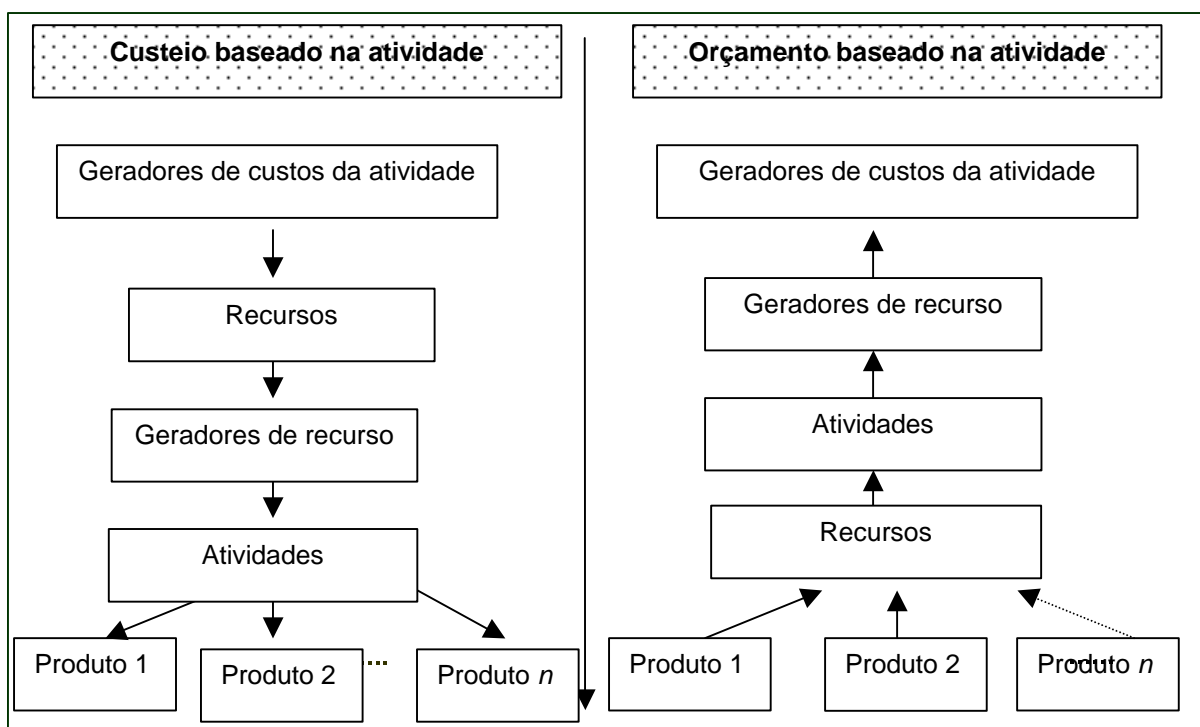 Custeio baseado na atividade
Geradores de custos da atividade
Recursos
Geradores de recurso
Atividades
Produto 1
Produto 2
Produto n
Orçamento baseado na atividade
Geradores de custos da atividade
Geradores de recurso
Atividades
Recursos
Produto 1
Produto 2
Produto n